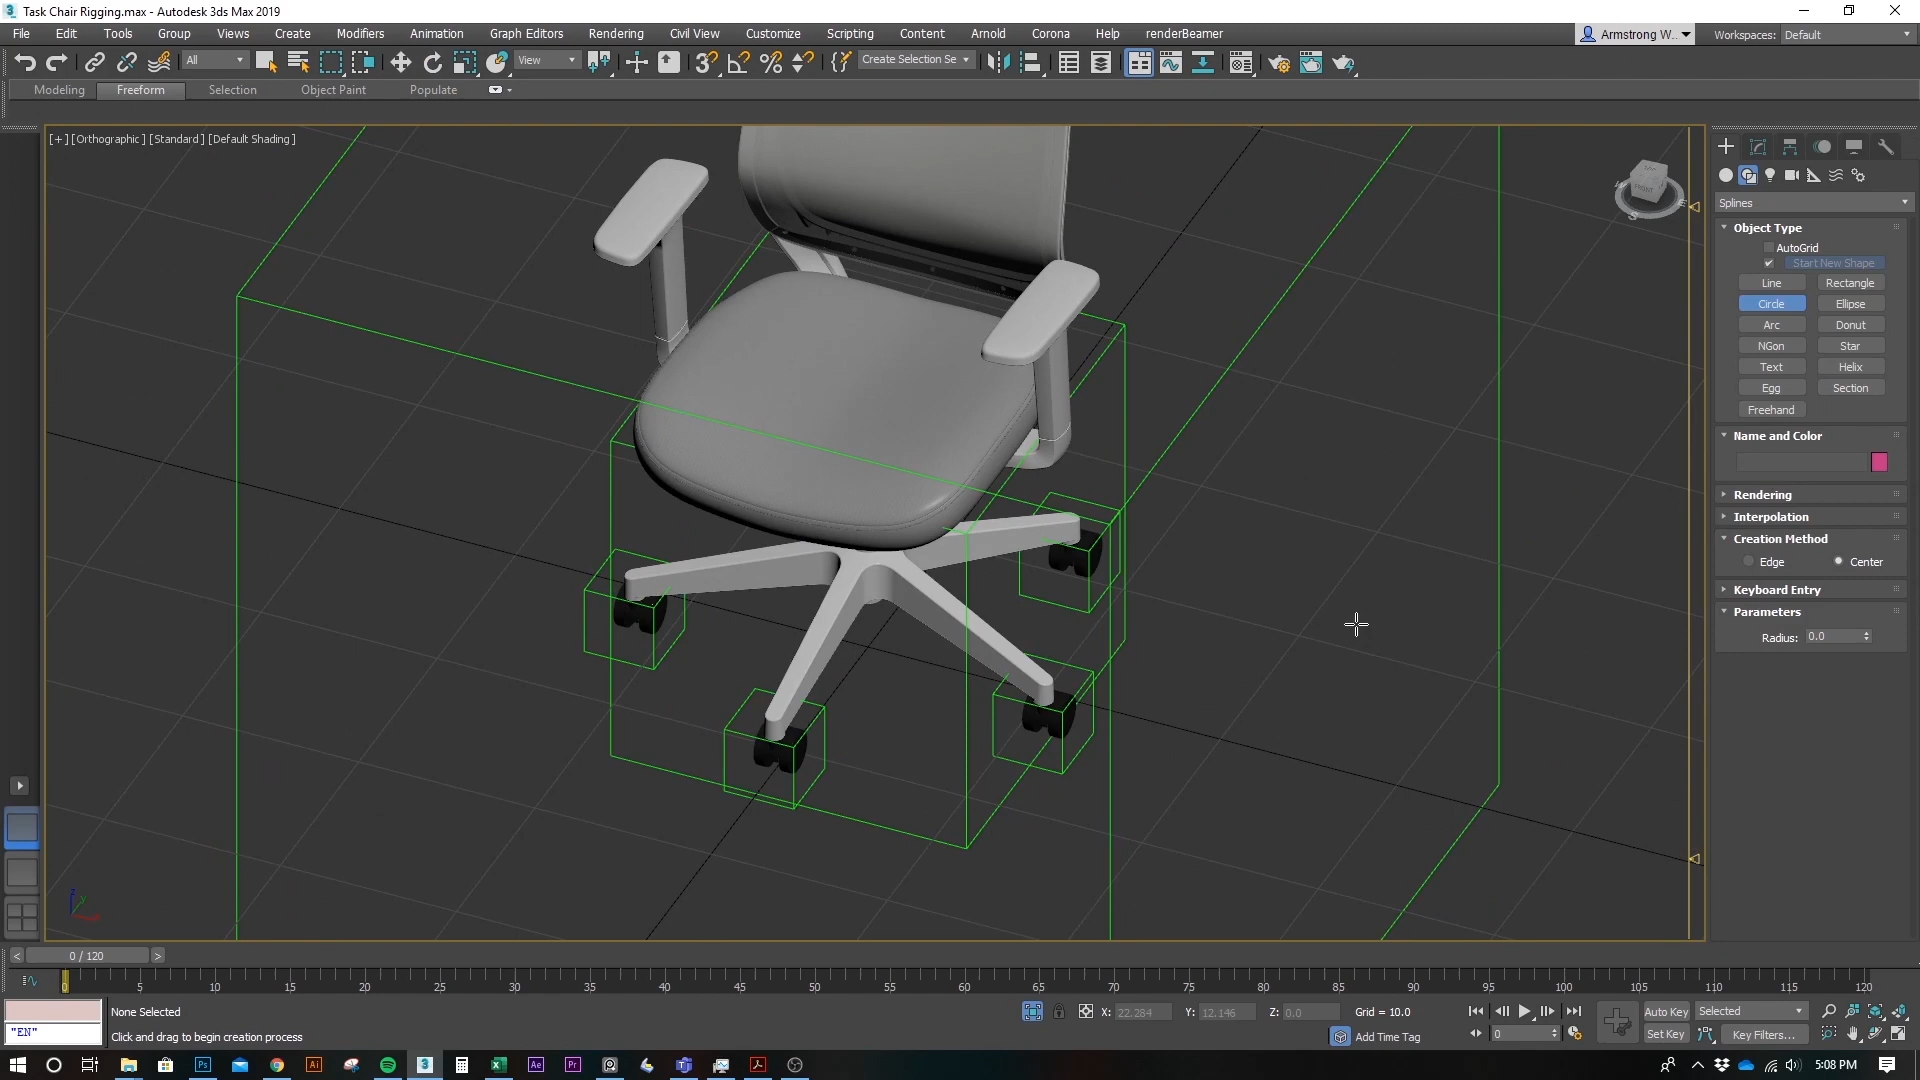 Task Chair Rigging.max - Autodesk 3ds Max 2019
File Edit Tools Group Views Create Modifiers Animation Graph Editors Rendering Civil View Customize Scripting Content Arnold Corona Help renderBeamer Armstrong W... Workspaces: Default
All View Create Selection Se
Modeling Freeform Selection Object Paint Populate
[+] [Orthographic] [Standard] [Default Shading]
Splines
Object Type
AutoGrid
Start New Shape
Line Rectangle
Circle Ellipse
Arc Donut
NGon Star
Text Helix
Egg Section
Freehand
Name and Color
Rendering
Interpolation
Creation Method
Edge Center
Keyboard Entry
Parameters
Radius: 0.0
0 / 120
0 5 10 15 20 25 30 35 40 45 50 55 60 65 70 75 80 85 90 95 100 105 110 115 120
None Selected X: 22.284 Y: 12.146 Z: 0.0 Grid = 10.0 Auto Key Selected
"EN" Click and drag to begin creation process Add Time Tag 0 Set Key Key Filters...
5:08 PM